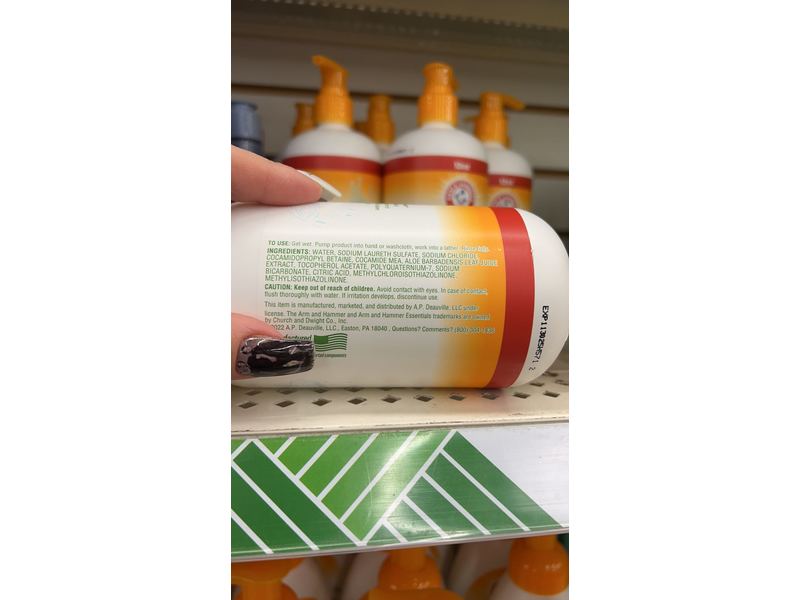 TO USE: Get wet. Pump product into hand or washcloth, work into a lather. Rinse fully.
INGREDIENTS: WATER, SODIUM LAURETH SULFATE, SODIUM CHLORIDE,
COCAMIDOPROPYL BETAINE, COCAMIDE MEA, ALOE BARBADENSIS LEAF JUICE
EXTRACT, TOCOPHEROL ACETATE, POLYQUATERNIUM-7, SODIUM
BICARBONATE, CITRIC ACID, METHYLCHLOROISOTHIAZOLINONE,
METHYLISOTHIAZOLINONE.
CAUTION: Keep out of reach of children. Avoid contact with eyes. In case of contact,
flush thoroughly with water. If irritation develops, discontinue use.
This item is manufactured, marketed, and distributed by A.P. Deauville, LLC under
license. The Arm and Hammer and Arm and Hammer Essentials trademarks are owned
by Church and Dwight Co., Inc.
2022 A.P. Deauville, LLC., Easton, PA 18040 . Questions? Comments? (800)
EXP113025H571 2